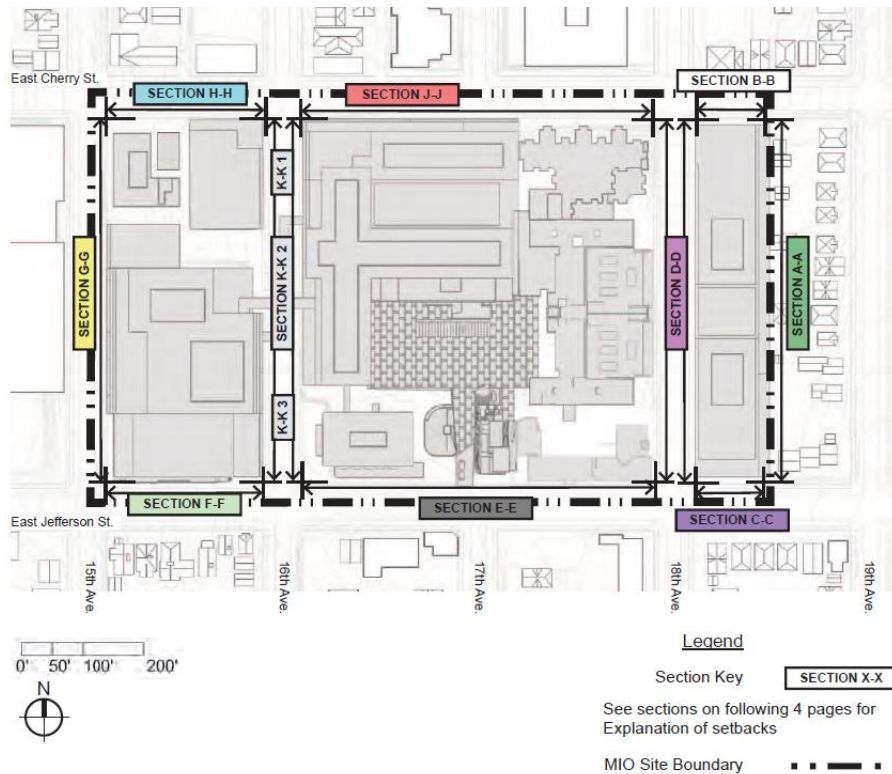 East Cherry St.
SECTION H-H
SECTION J-J
SECTION B-B
K-K 1
SECTION G-G
SECTION K-K 2
SECTION D-D
SECTION A-A
K-K 3
SECTION F-F
SECTION E-E
SECTION C-C
East Jefferson St.
15th Ave.
16th Ave.
17th Ave.
18th Ave.
19th Ave.
0' 50' 100' 200'
N
Legend
Section Key SECTION X-X
See sections on following 4 pages for
Explanation of setbacks
MIO Site Boundary